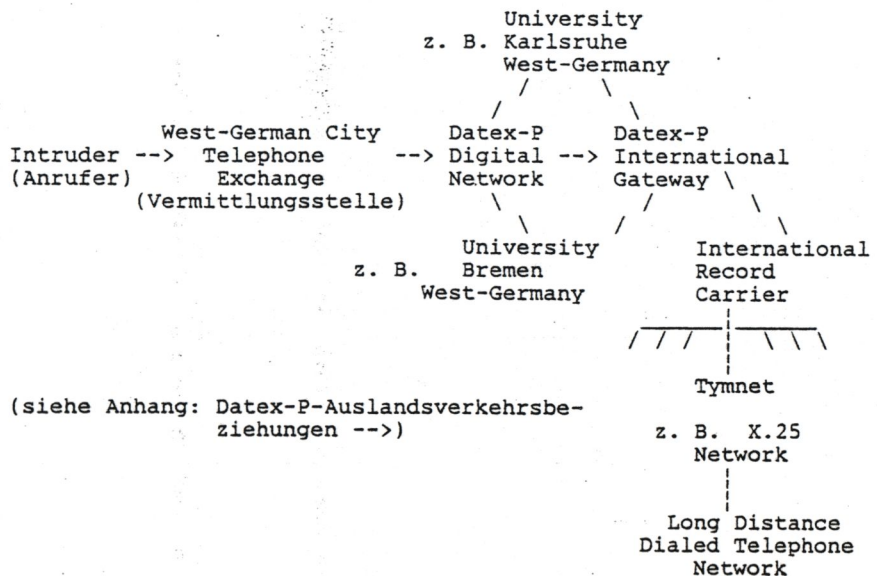 University
z. B. Karlsruhe
West-Germany
West-German City Datex-P Datex-P
Intruder --> Telephone --> Digital --> International
(Anrufer) Exchange Network Gateway
(Vermittlungsstelle)
University International
z. B. Bremen Record
West-Germany Carrier
Tymnet
(siehe Anhang: Datex-P-Auslandsverkehrsbe-
ziehungen -->) z. B. X.25
Network
Long Distance
Dialed Telephone
Network